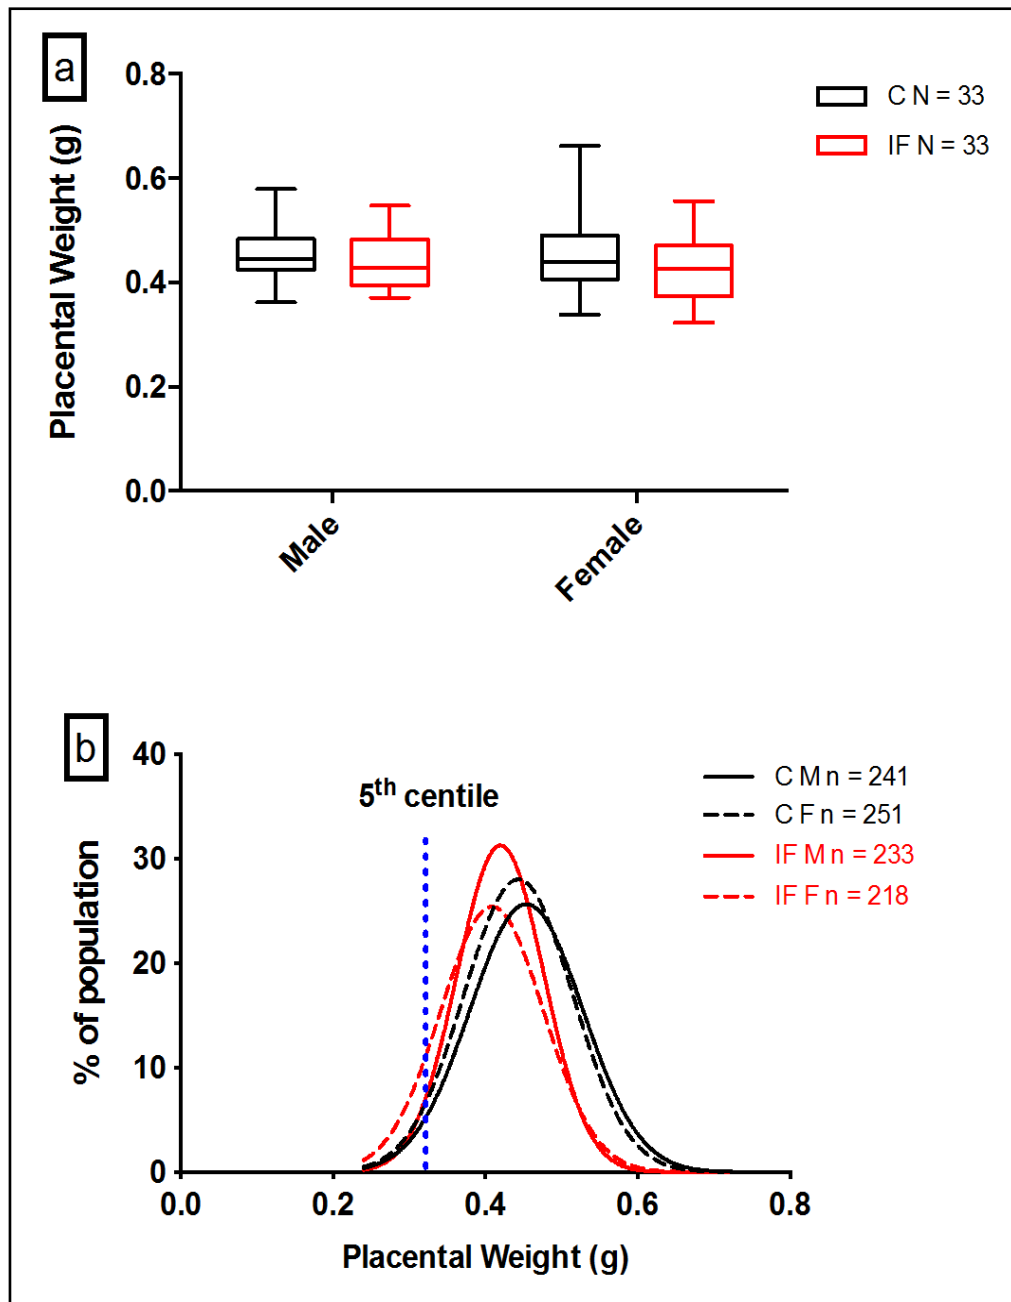 a
Placental Weight (g)
0.8
0.6
0.4
0.2
0.0
Male
Female
C N = 33
IF N = 33
b
% of population
40
30
20
10
0
5th centile
C M n = 241
C F n = 251
IF M n = 233
IF F n = 218
0.0 0.2 0.4 0.6 0.8
Placental Weight (g)